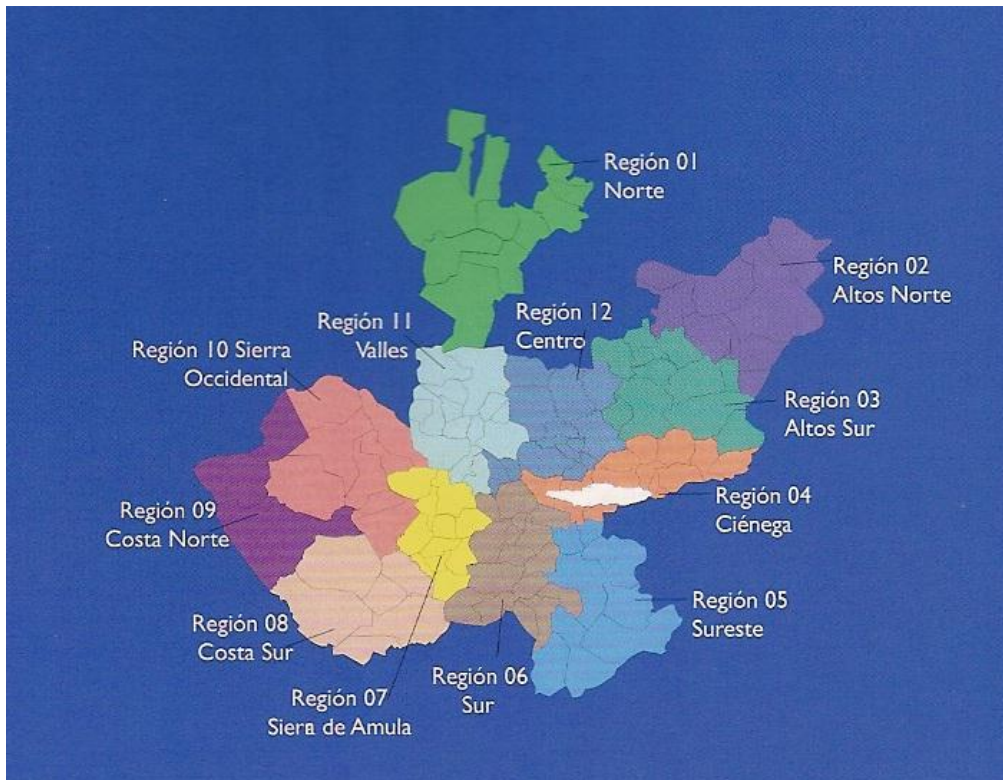 Región 01
Norte
Región 02
Altos Norte
Región 12
Centro
Región 11
Valles
Región 10 Sierra
Occidental
Región 03
Altos Sur
Región 04
Ciénega
Región 09
Costa Norte
Región 05
Sureste
Región 08
Costa Sur
Región 06
Sur
Región 07
Sierra de Amula